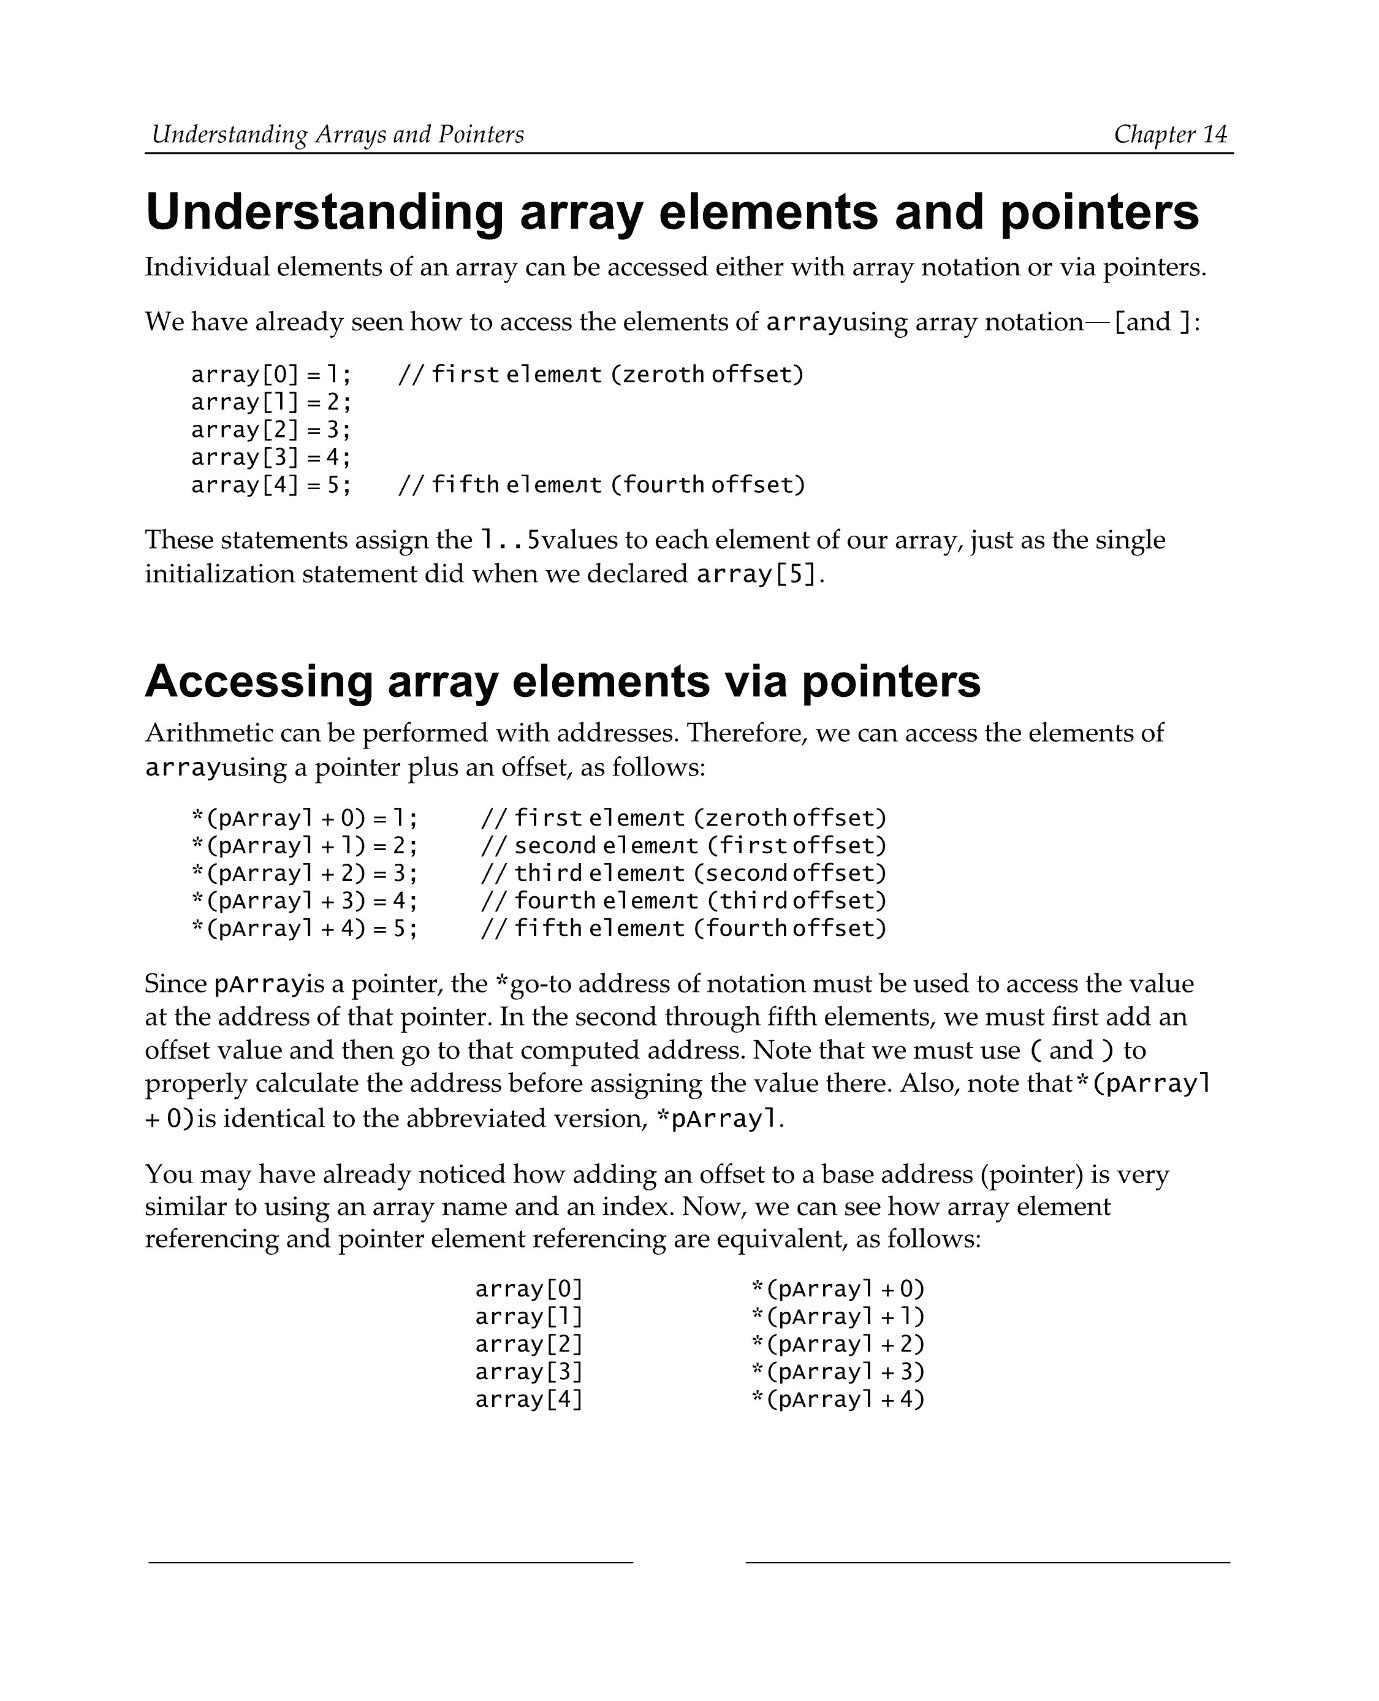 Understanding Arrays and Pointers Chapter 14
Understanding array elements and pointers
Individual elements of an array can be accessed either with array notation or via pointers.
We have already seen how to access the elements of arrayusing array notation—[and ]:
array[0] = 1; // first element (zeroth offset)
array[1] = 2;
array[2] = 3;
array[3] = 4;
array[4] = 5; // fifth element (fourth offset)
These statements assign the 1..5values to each element of our array, just as the single
initialization statement did when we declared array[5].
Accessing array elements via pointers
Arithmetic can be performed with addresses. Therefore, we can access the elements of
arrayusing a pointer plus an offset, as follows:
*(pArray1 + 0) = 1; // first element (zeroth offset)
*(pArray1 + 1) = 2; // second element (first offset)
*(pArray1 + 2) = 3; // third element (second offset)
*(pArray1 + 3) = 4; // fourth element (third offset)
*(pArray1 + 4) = 5; // fifth element (fourth offset)
Since pArrayis a pointer, the *go-to address of notation must be used to access the value
at the address of that pointer. In the second through fifth elements, we must first add an
offset value and then go to that computed address. Note that we must use ( and ) to
properly calculate the address before assigning the value there. Also, note that*(pArray1
+ 0)is identical to the abbreviated version, *pArray1.
You may have already noticed how adding an offset to a base address (pointer) is very
similar to using an array name and an index. Now, we can see how array element
referencing and pointer element referencing are equivalent, as follows:
array[0] *(pArray1 + 0)
array[1] *(pArray1 + 1)
array[2] *(pArray1 + 2)
array[3] *(pArray1 + 3)
array[4] *(pArray1 + 4)